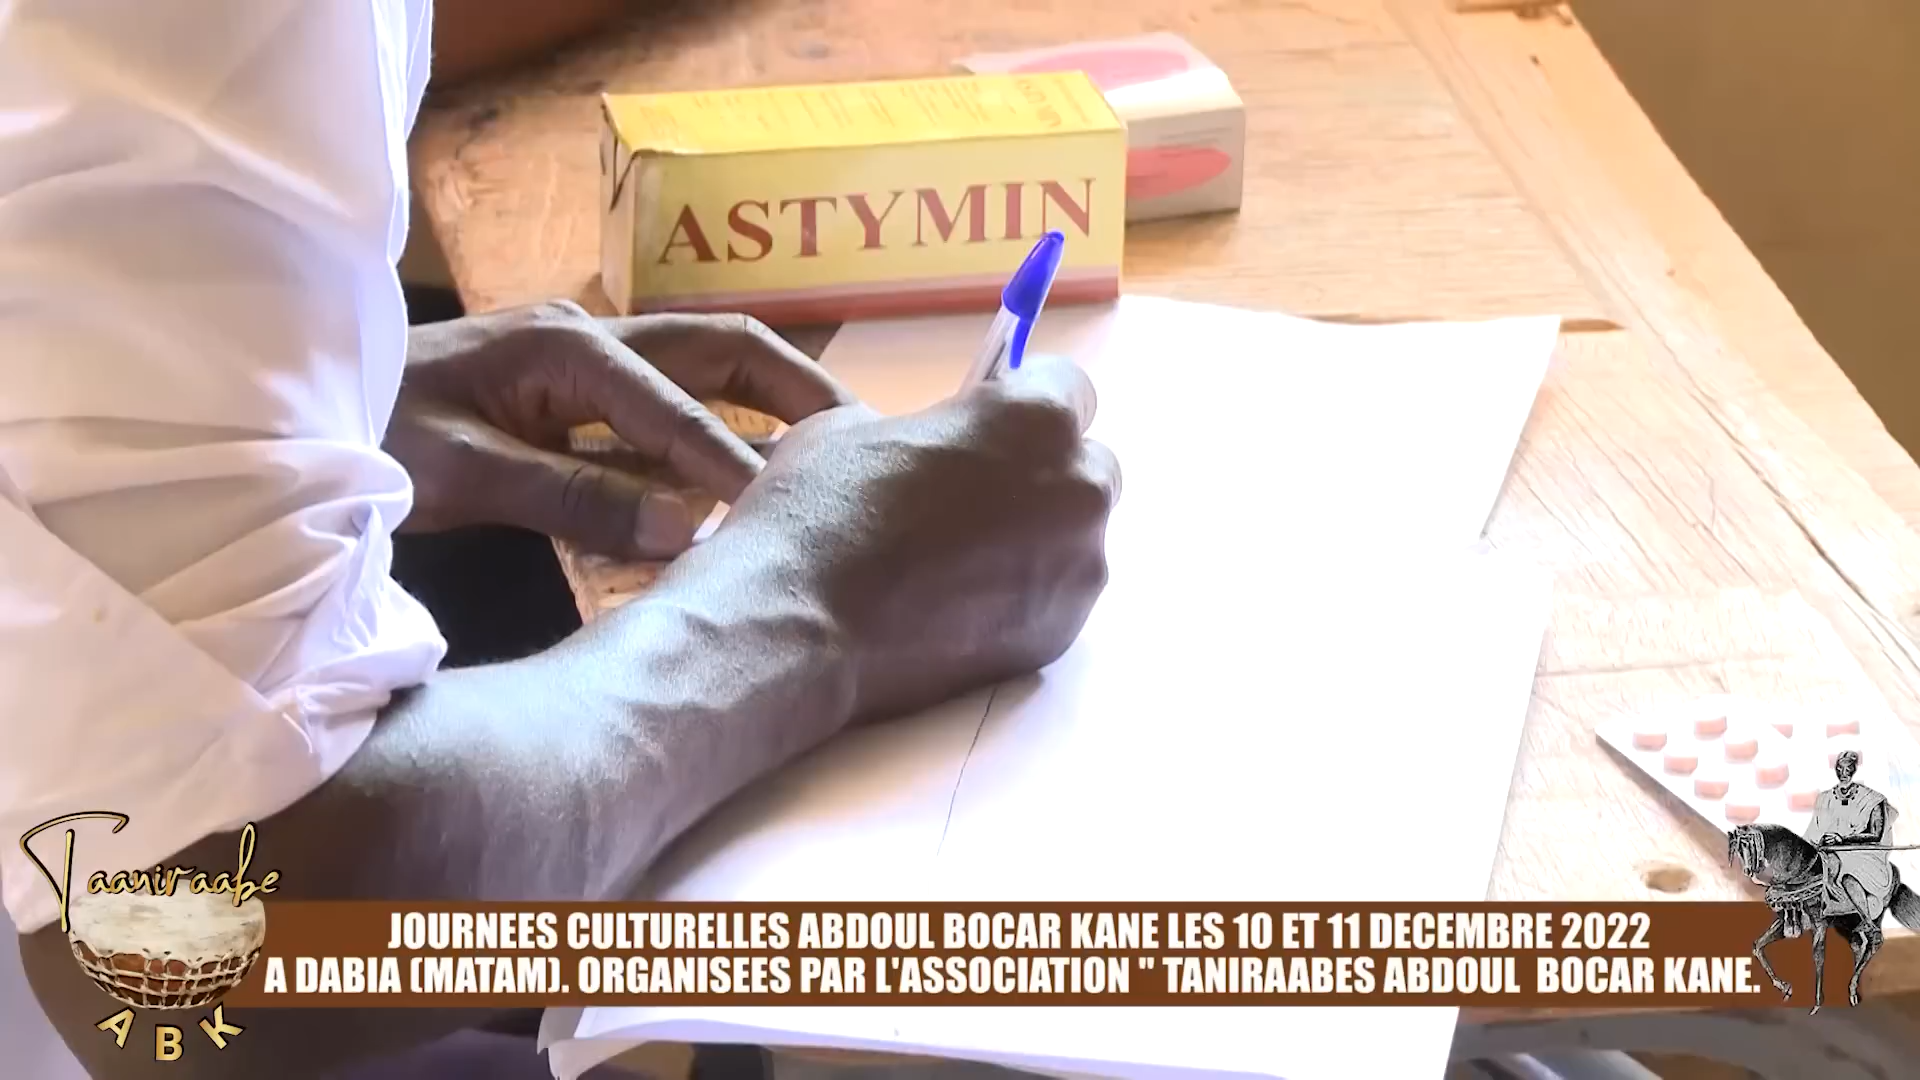 ASTYMIN
Taaniraabe
JOURNEES CULTURELLES ABDOUL BOCAR KANE LES 10 ET 11 DECEMBRE 2022
A DABIA (MATAM). ORGANISEES PAR L'ASSOCIATION " TANIRAABES ABDOUL BOCAR KANE.
ABK